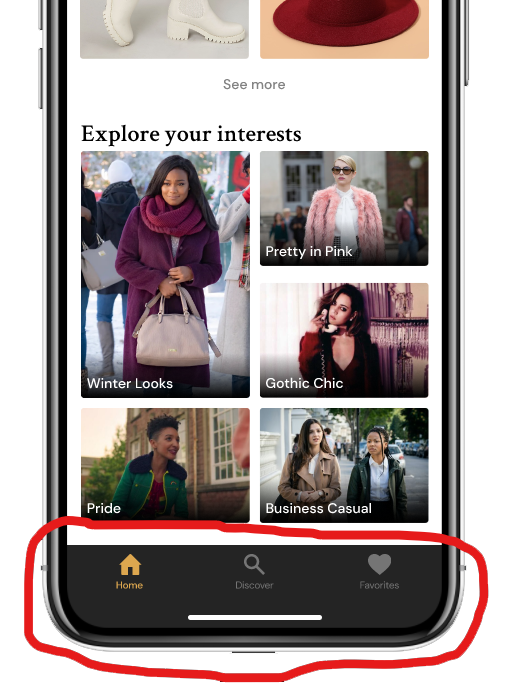 See more
Explore your interests
Winter Looks
Pretty in Pink
Gothic Chic
Pride
Business Casual
Home
Discover
Favorites